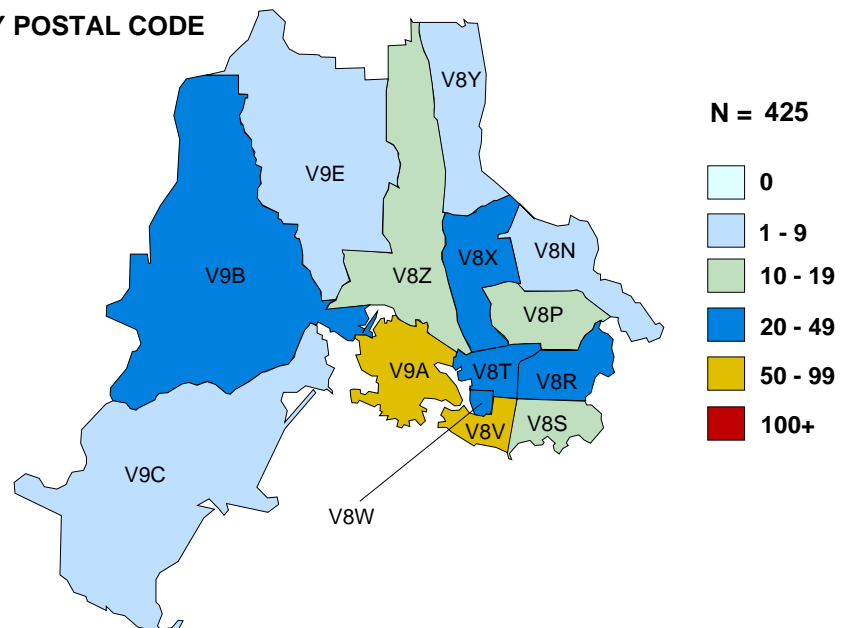 Y POSTAL CODE
V8Y
N = 425
V9E
0
1 - 9
V8N
V8X
V9B
V8Z
10 - 19
V8P
20 - 49
V9A
V8T
V8R
50 - 99
V8V
V8S
100+
V9C
V8W